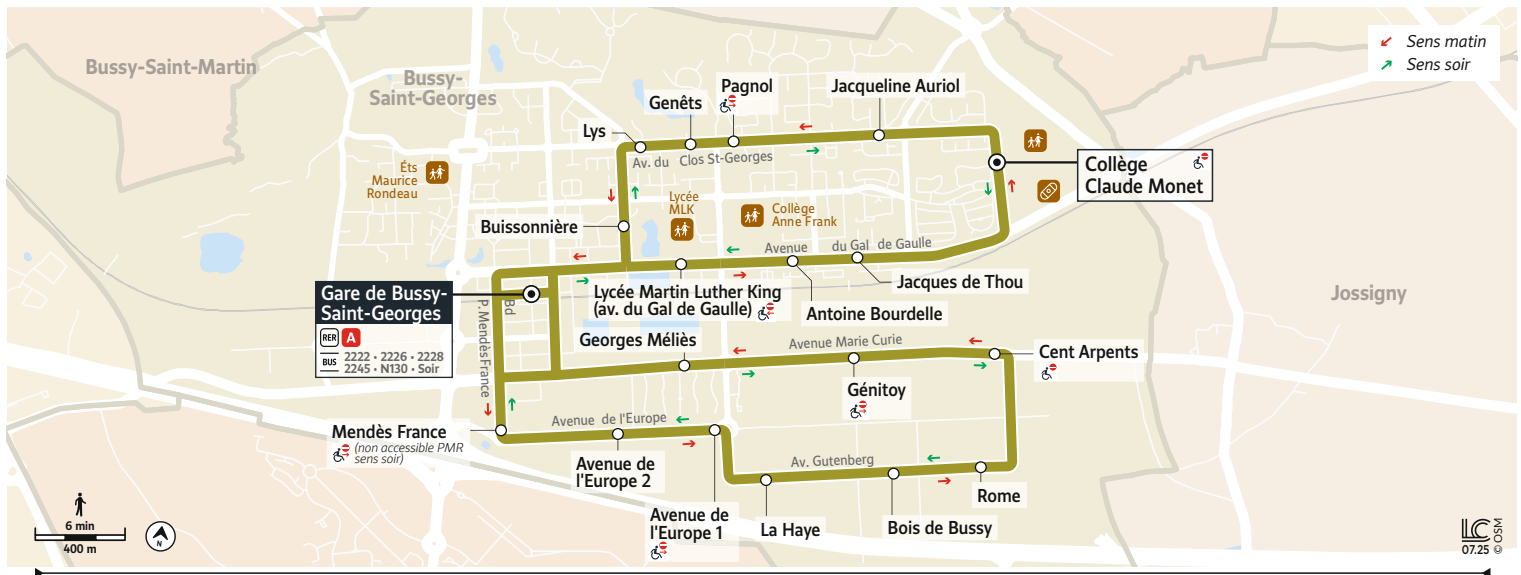 Bussy-Saint-Martin
Bussy-
Saint-Georges
Sens matin
Sens soir
Lys
Genêts
Pagnol
Jacqueline Auriol
Av. du Clos St-Georges
Éts
Maurice
Rondeau
Lycée
MLK
Collège
Anne Frank
Collège
Claude Monet
Buissonnière
Avenue du Gal de Gaulle
Gare de Bussy-
Saint-Georges
RER A
BUS
2222 • 2226 • 2228
2245 • N130 • Soir
Bd
P. Mendès France
Lycée Martin Luther King
(av. du Gal de Gaulle)
Antoine Bourdelle
Jacques de Thou
Jossigny
Georges Méliès
Avenue Marie Curie
Génitoy
Cent Arpents
Mendès France
(non accessible PMR
sens soir)
Avenue de l'Europe
Avenue de
l'Europe 2
Avenue de
l'Europe 1
Av. Gutenberg
La Haye
Bois de Bussy
Rome
6 min
400 m
N
LC
07.25
© OSM